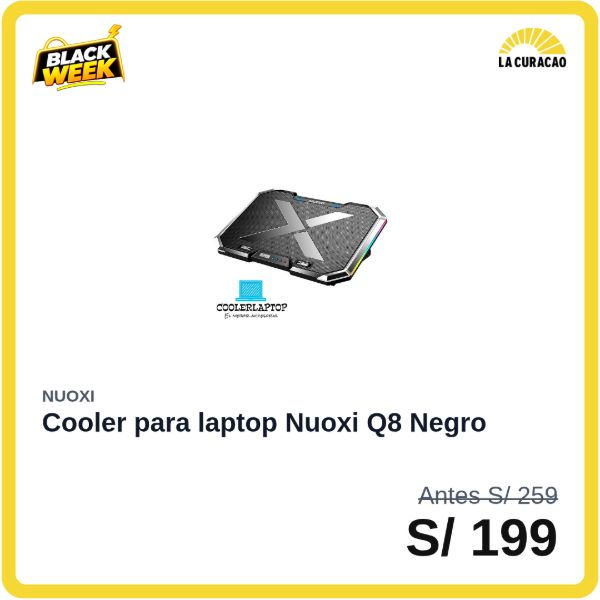 BLACK
WEEK
LA CURACAO
COOLERLAPTOP
NUOXI
Cooler para laptop Nuoxi Q8 Negro
Antes S/ 259
S/ 199